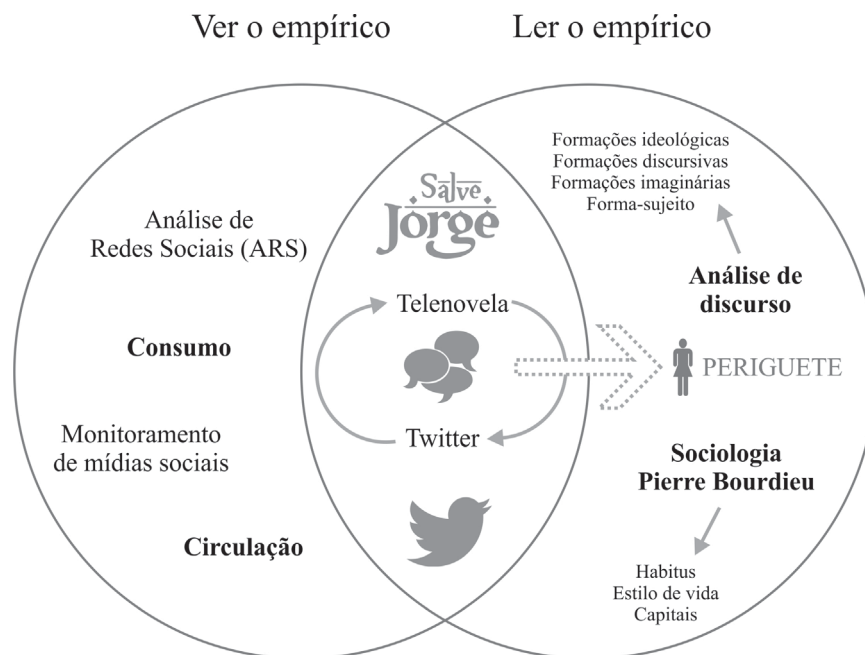 Ver o empírico
Ler o empírico
Análise de
Redes Sociais (ARS)
Consumo
Monitoramento
de mídias sociais
Circulação
Salve
Jorge
Telenovela
Twitter
Formações ideológicas
Formações discursivas
Formações imaginárias
Forma-sujeito
Análise de
discurso
PERIGUETE
Sociologia
Pierre Bourdieu
Habitus
Estilo de vida
Capitais